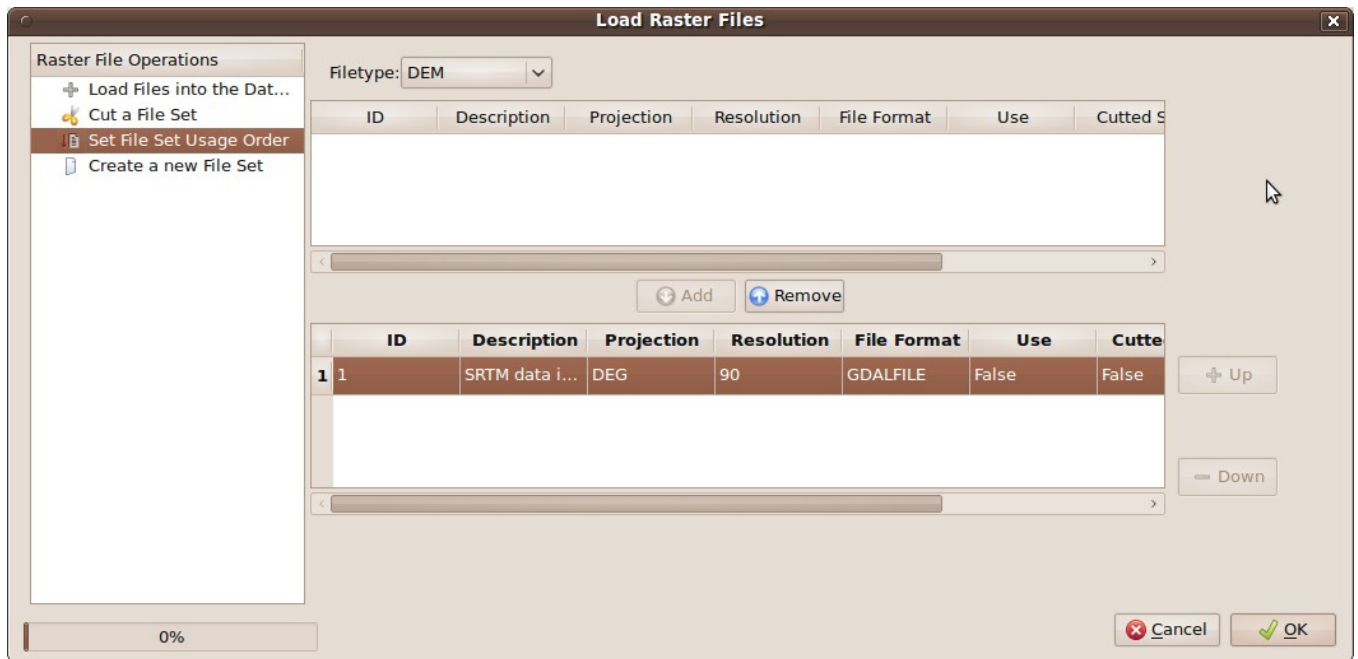 Load Raster Files
Raster File Operations
Load Files into the Dat...
Cut a File Set
Set File Set Usage Order
Create a new File Set
Filetype: DEM
ID Description Projection Resolution File Format Use Cutted S
Add Remove
ID Description Projection Resolution File Format Use Cutte
1 1 SRTM data i... DEG 90 GDALFILE False False
Up
Down
0%
Cancel OK